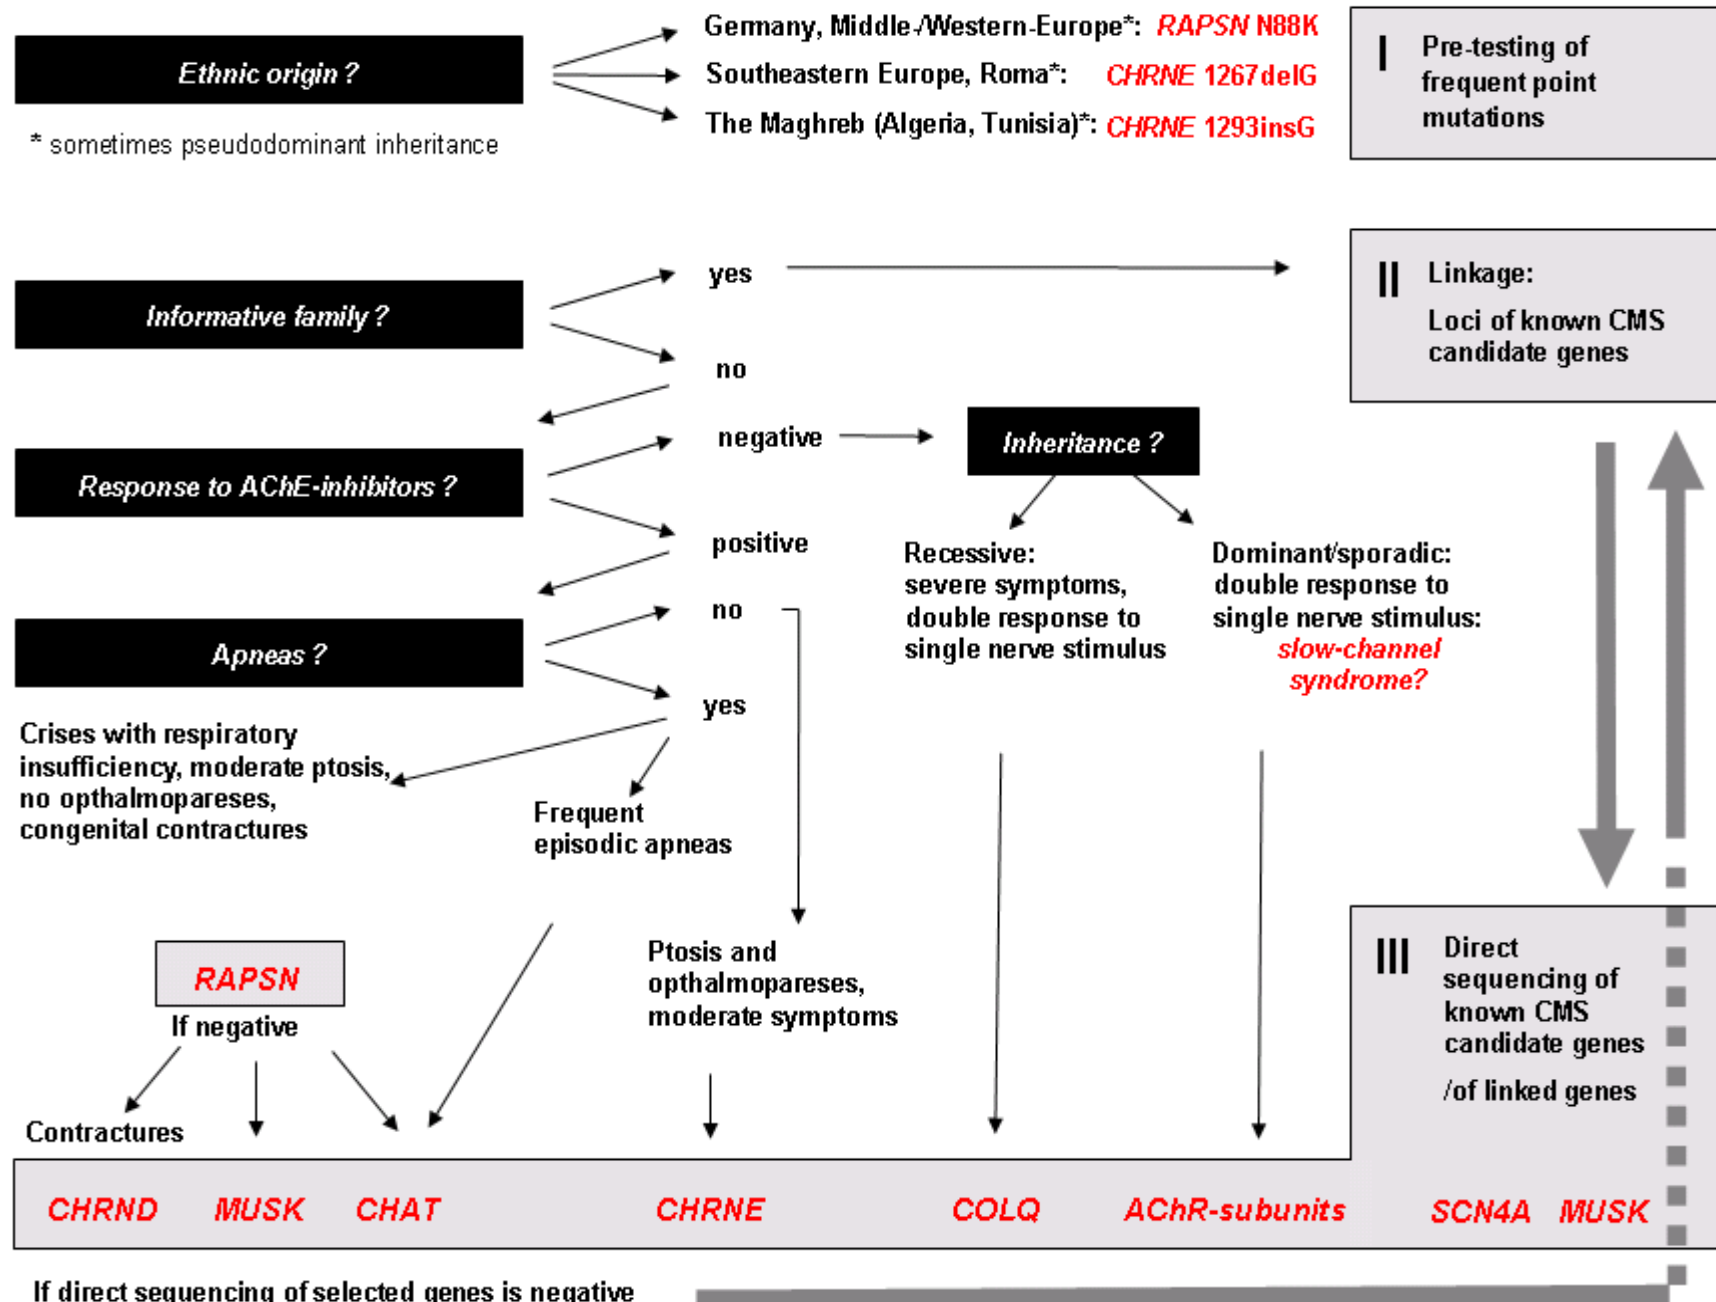 Ethnic origin ?
* sometimes pseudodominant inheritance
Germany, Middle-/Western-Europe*: RAPSN N88K
Southeastern Europe, Roma*: CHRNE 1267delG
The Maghreb (Algeria, Tunisia)*: CHRNE 1293insG
I Pre-testing of
frequent point
mutations
Informative family ?
yes
no
II Linkage:
Loci of known CMS
candidate genes
Response to AChE-inhibitors ?
negative
positive
Inheritance ?
Recessive:
severe symptoms,
double response to
single nerve stimulus
Dominant/sporadic:
double response to
single nerve stimulus:
slow-channel
syndrome?
Apneas ?
no
yes
Crises with respiratory
insufficiency, moderate ptosis,
no opthalmopareses,
congenital contractures
Frequent
episodic apneas
Ptosis and
opthalmopareses,
moderate symptoms
RAPSN
If negative
Contractures
III Direct
sequencing of
known CMS
candidate genes
/of linked genes
CHRND MUSK CHAT CHRNE COLQ AChR-subunits SCN4A MUSK
If direct sequencing of selected genes is negative